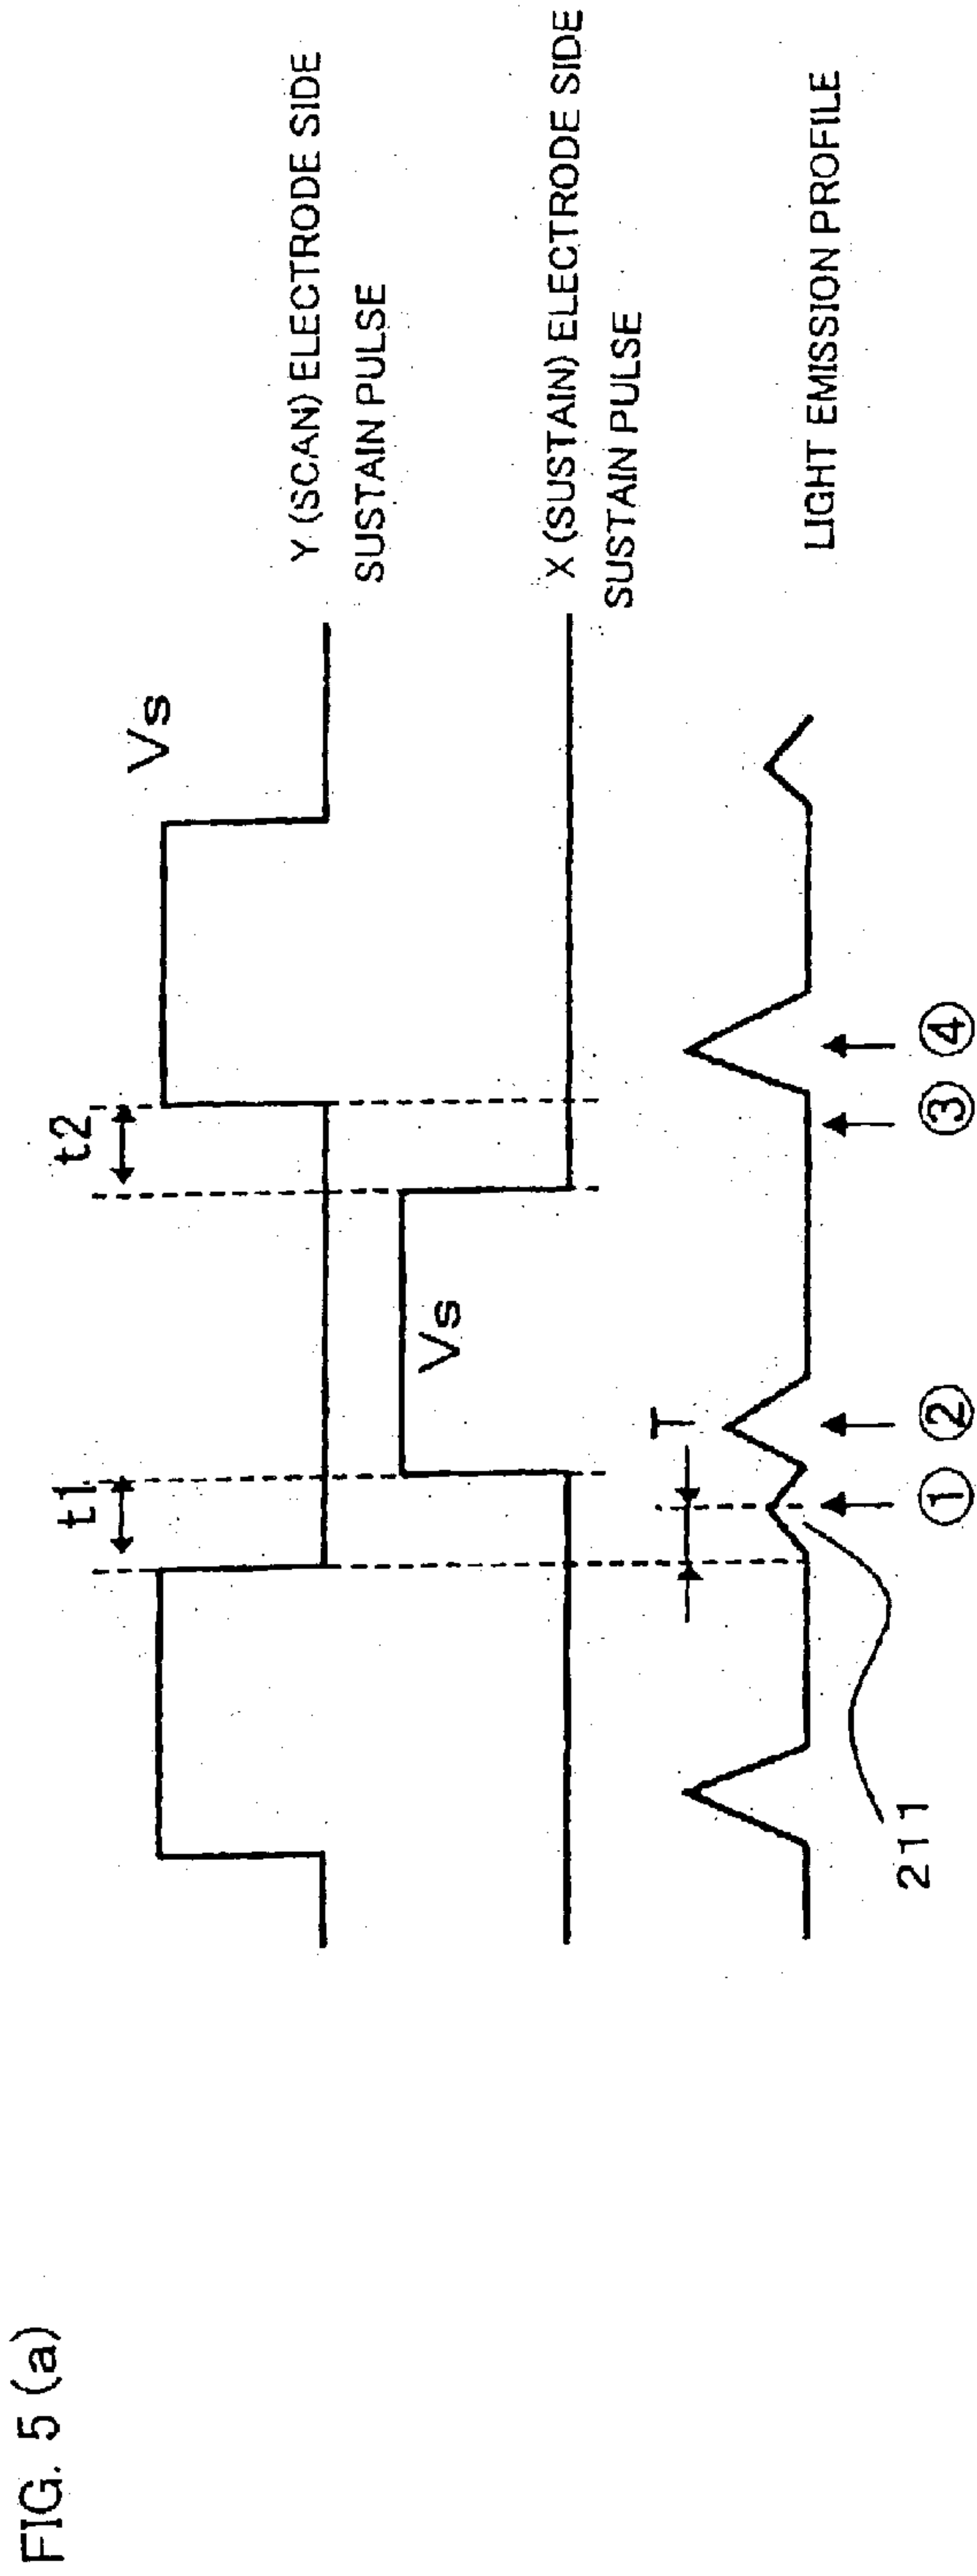 FIG. 5 (a)
t1
t2
Vs
Y (SCAN) ELECTRODE SIDE
SUSTAIN PULSE
Vs
X (SUSTAIN) ELECTRODE SIDE
SUSTAIN PULSE
T
LIGHT EMISSION PROFILE
211
① ② ③ ④